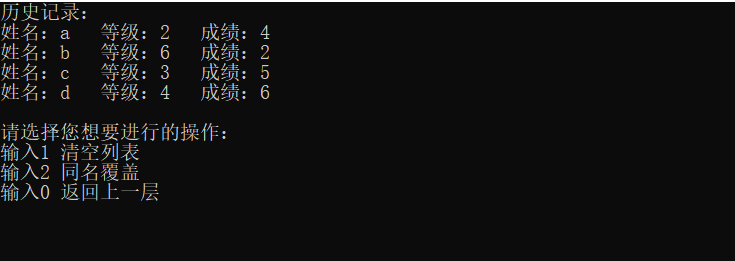 历史记录：
姓名：a 等级：2 成绩：4
姓名：b 等级：6 成绩：2
姓名：c 等级：3 成绩：5
姓名：d 等级：4 成绩：6
请选择您想要进行的操作：
输入1 清空列表
输入2 同名覆盖
输入0 返回上一层